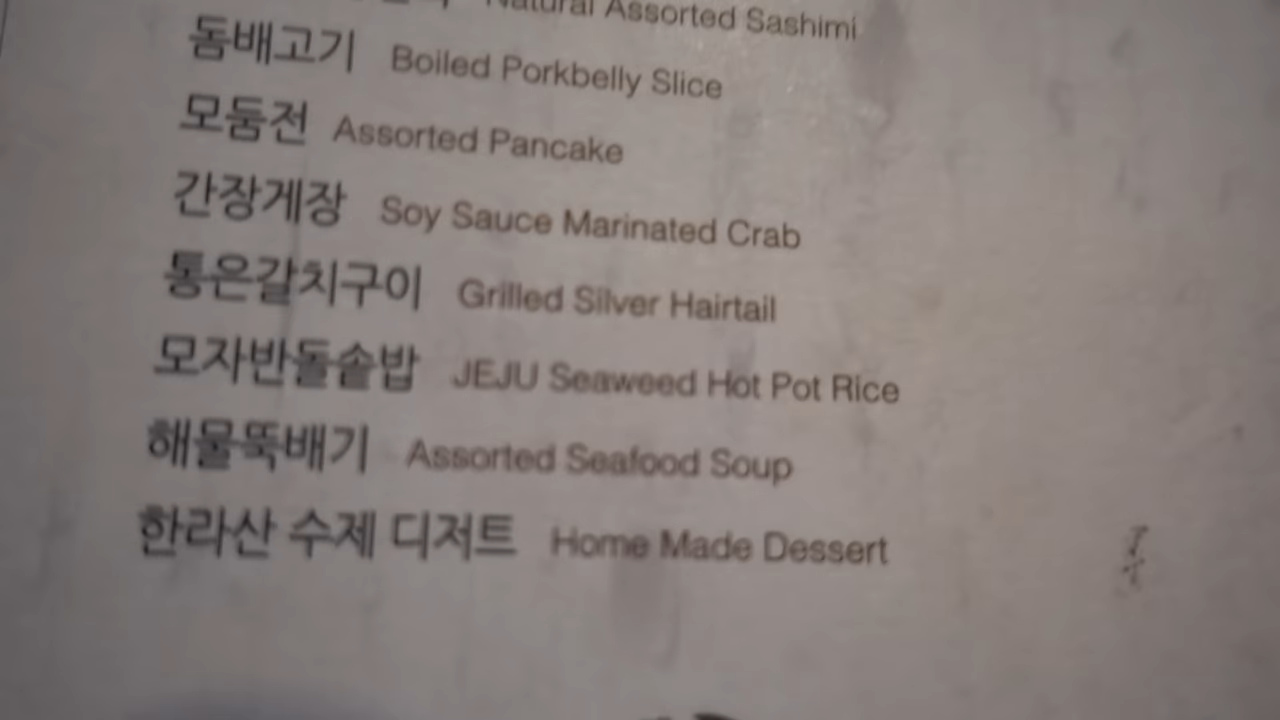 Natural Assorted Sashimi
돔배고기 Boiled Porkbelly Slice
모둠전 Assorted Pancake
간장게장 Soy Sauce Marinated Crab
통은갈치구이 Grilled Silver Hairtail
모자반돌솥밥 JEJU Seaweed Hot Pot Rice
해물뚝배기 Assorted Seafood Soup
한라산 수제 디저트 Home Made Dessert